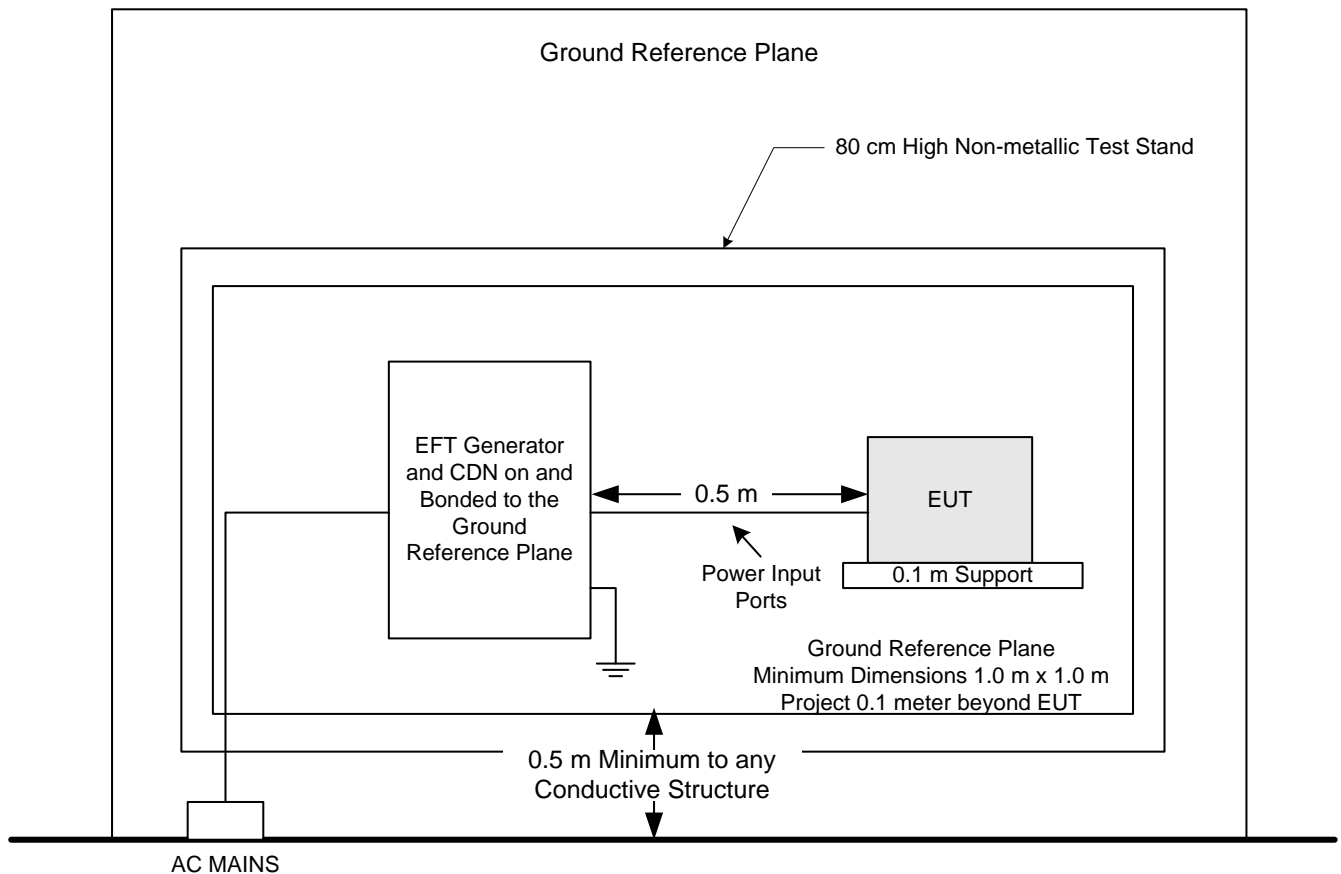 Ground Reference Plane
80 cm High Non-metallic Test Stand
EFT Generator
and CDN on and
Bonded to the
Ground
Reference Plane
0.5 m
EUT
Power Input
Ports
0.1 m Support
Ground Reference Plane
Minimum Dimensions 1.0 m x 1.0 m
Project 0.1 meter beyond EUT
0.5 m Minimum to any
Conductive Structure
AC MAINS